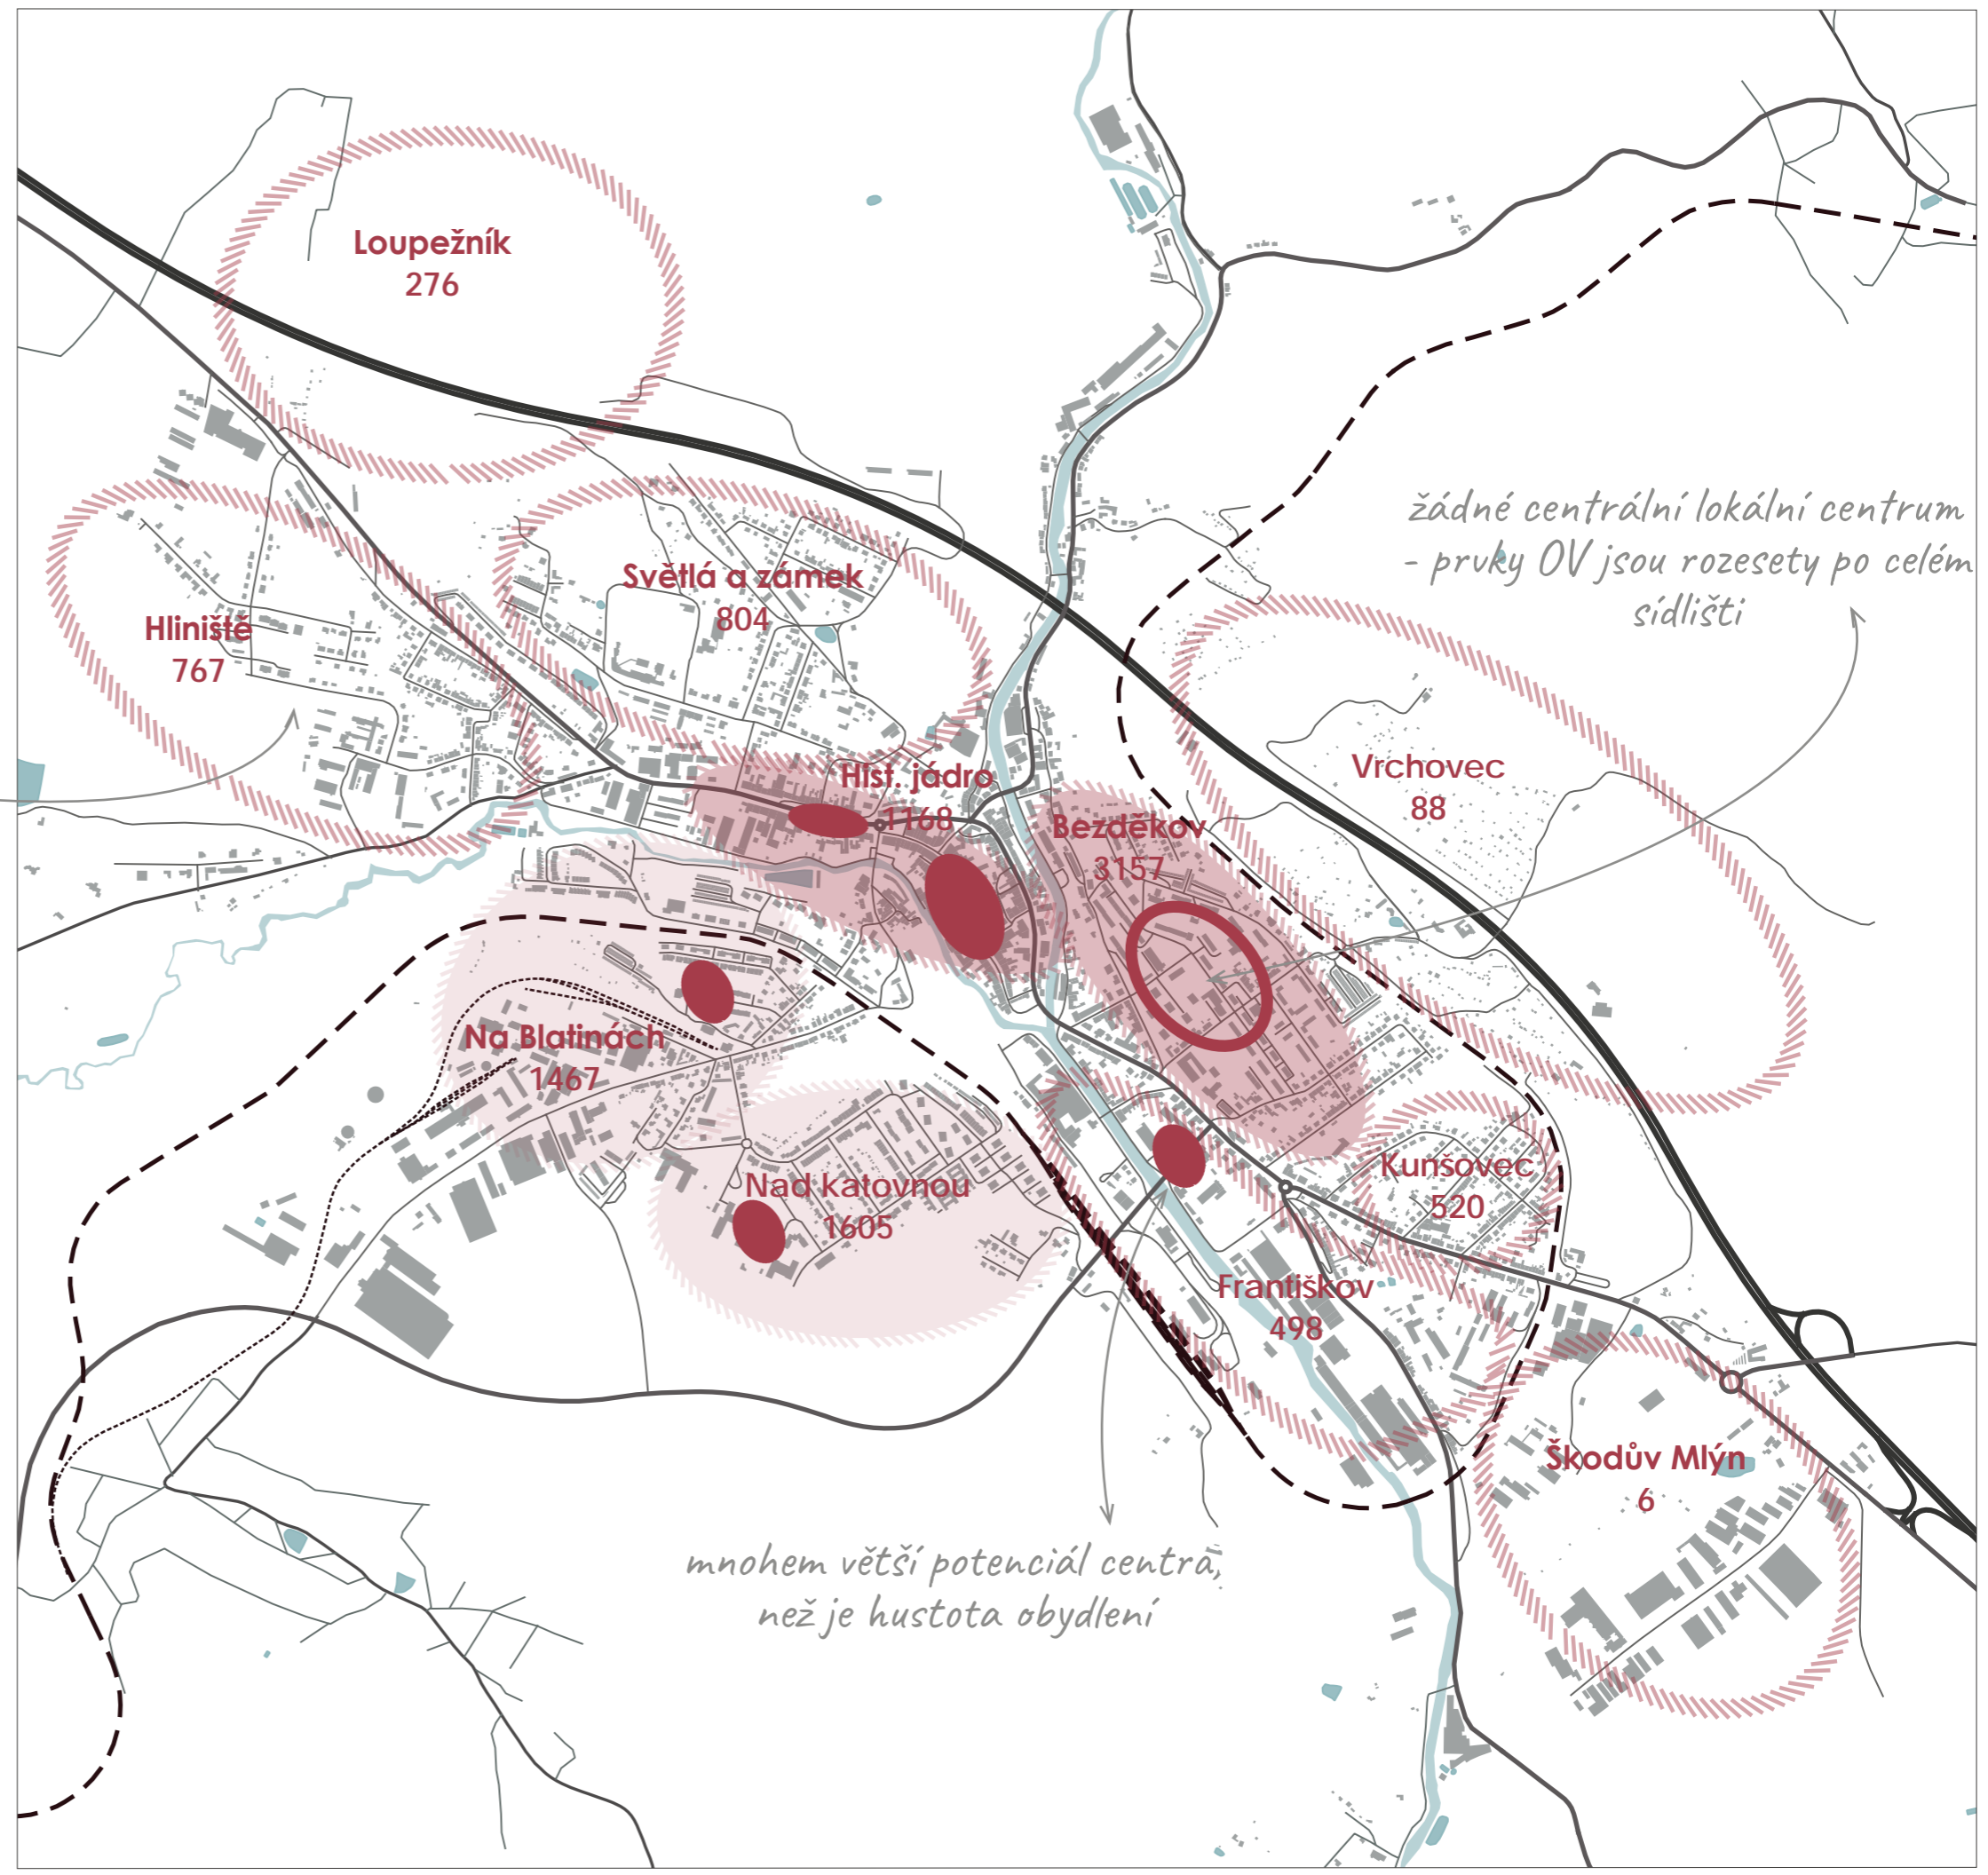 Loupežník
276
žádné centrální lokální centrum
- prvky OV jsou rozesety po celém
sídlišti
Světlá a zámek
804
Hliniště
767
Vrchovec
88
Hist. jádro
1168
Bezděkov
3157
Na Blatinách
1467
Kunšovec
520
Nad katovnou
1605
Františkov
498
Škodův Mlýn
6
mnohem větší potenciál centra,
než je hustota obydlení